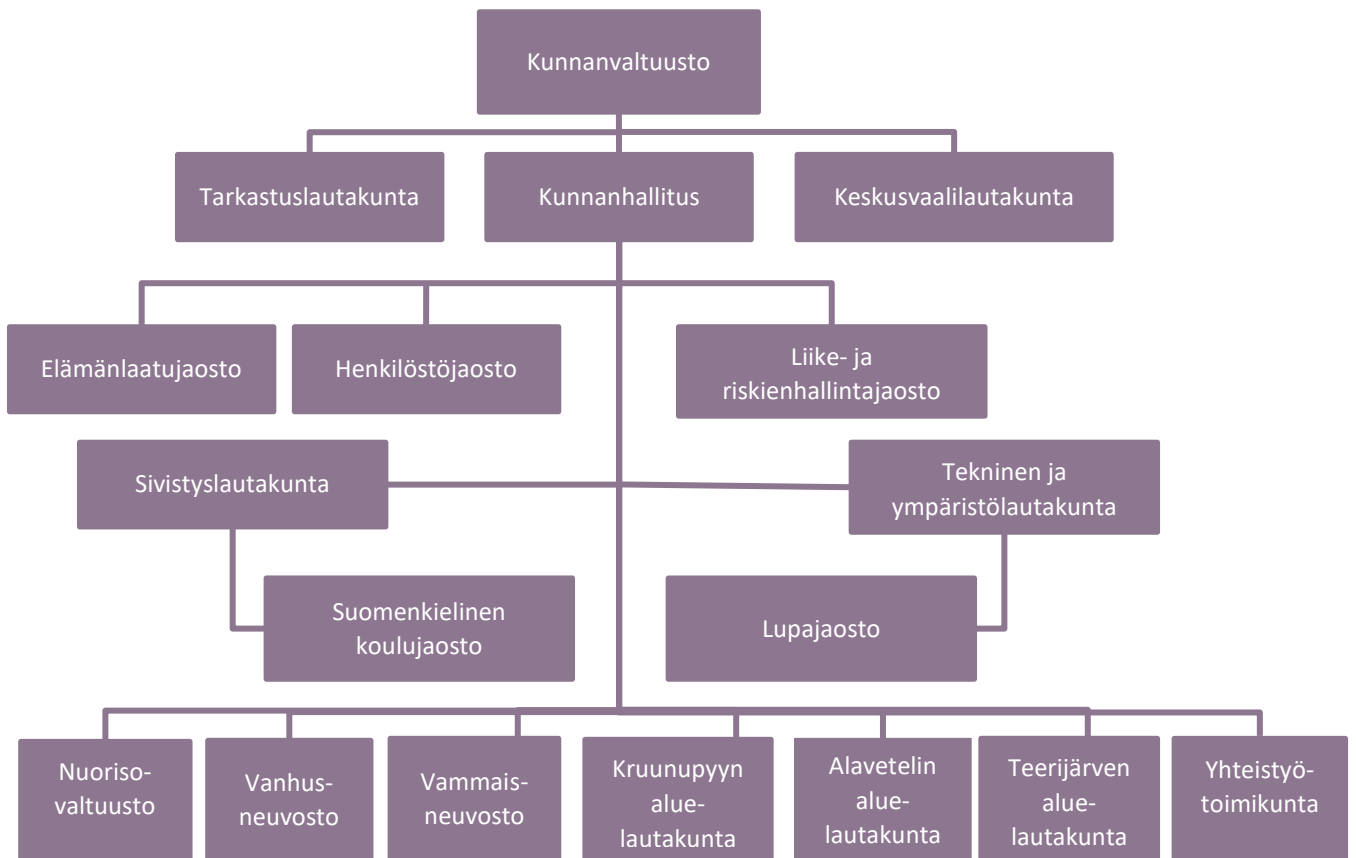 Kunnanvaltuusto
Tarkastuslautakunta
Kunnanhallitus
Keskusvaalilautakunta
Elämänlaatujaosto
Henkilöstöjaosto
Liike- ja
riskienhallintajaosto
Sivistyslautakunta
Tekninen ja
ympäristölautakunta
Suomenkielinen
koulujaosto
Lupajaosto
Nuoriso-
valtuusto
Vanhus-
neuvosto
Vammais-
neuvosto
Kruunupyyn
alue-
lautakunta
Alavetelin
alue-
lautakunta
Teerijärven
alue-
lautakunta
Yhteistyö-
toimikunta